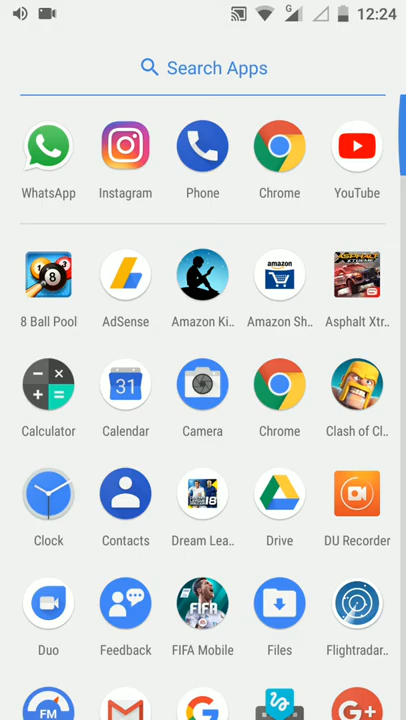 G 12:24
Search Apps
WhatsApp Instagram Phone Chrome YouTube
8 Ball Pool AdSense Amazon Ki.. Amazon Sh.. Asphalt Xtr..
31
Calculator Calendar Camera Chrome Clash of Cl..
Clock Contacts Dream Lea.. Drive DU Recorder
Duo Feedback FIFA Mobile Files Flightradar..
FM G G+